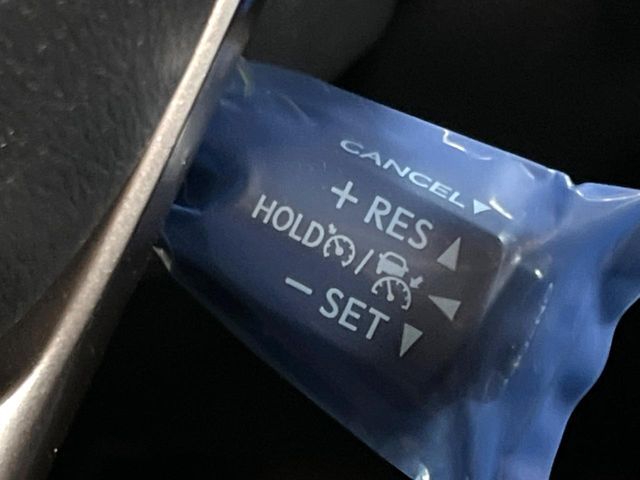 CANCEL▼
+ RES ▲
HOLD /
- SET ▼